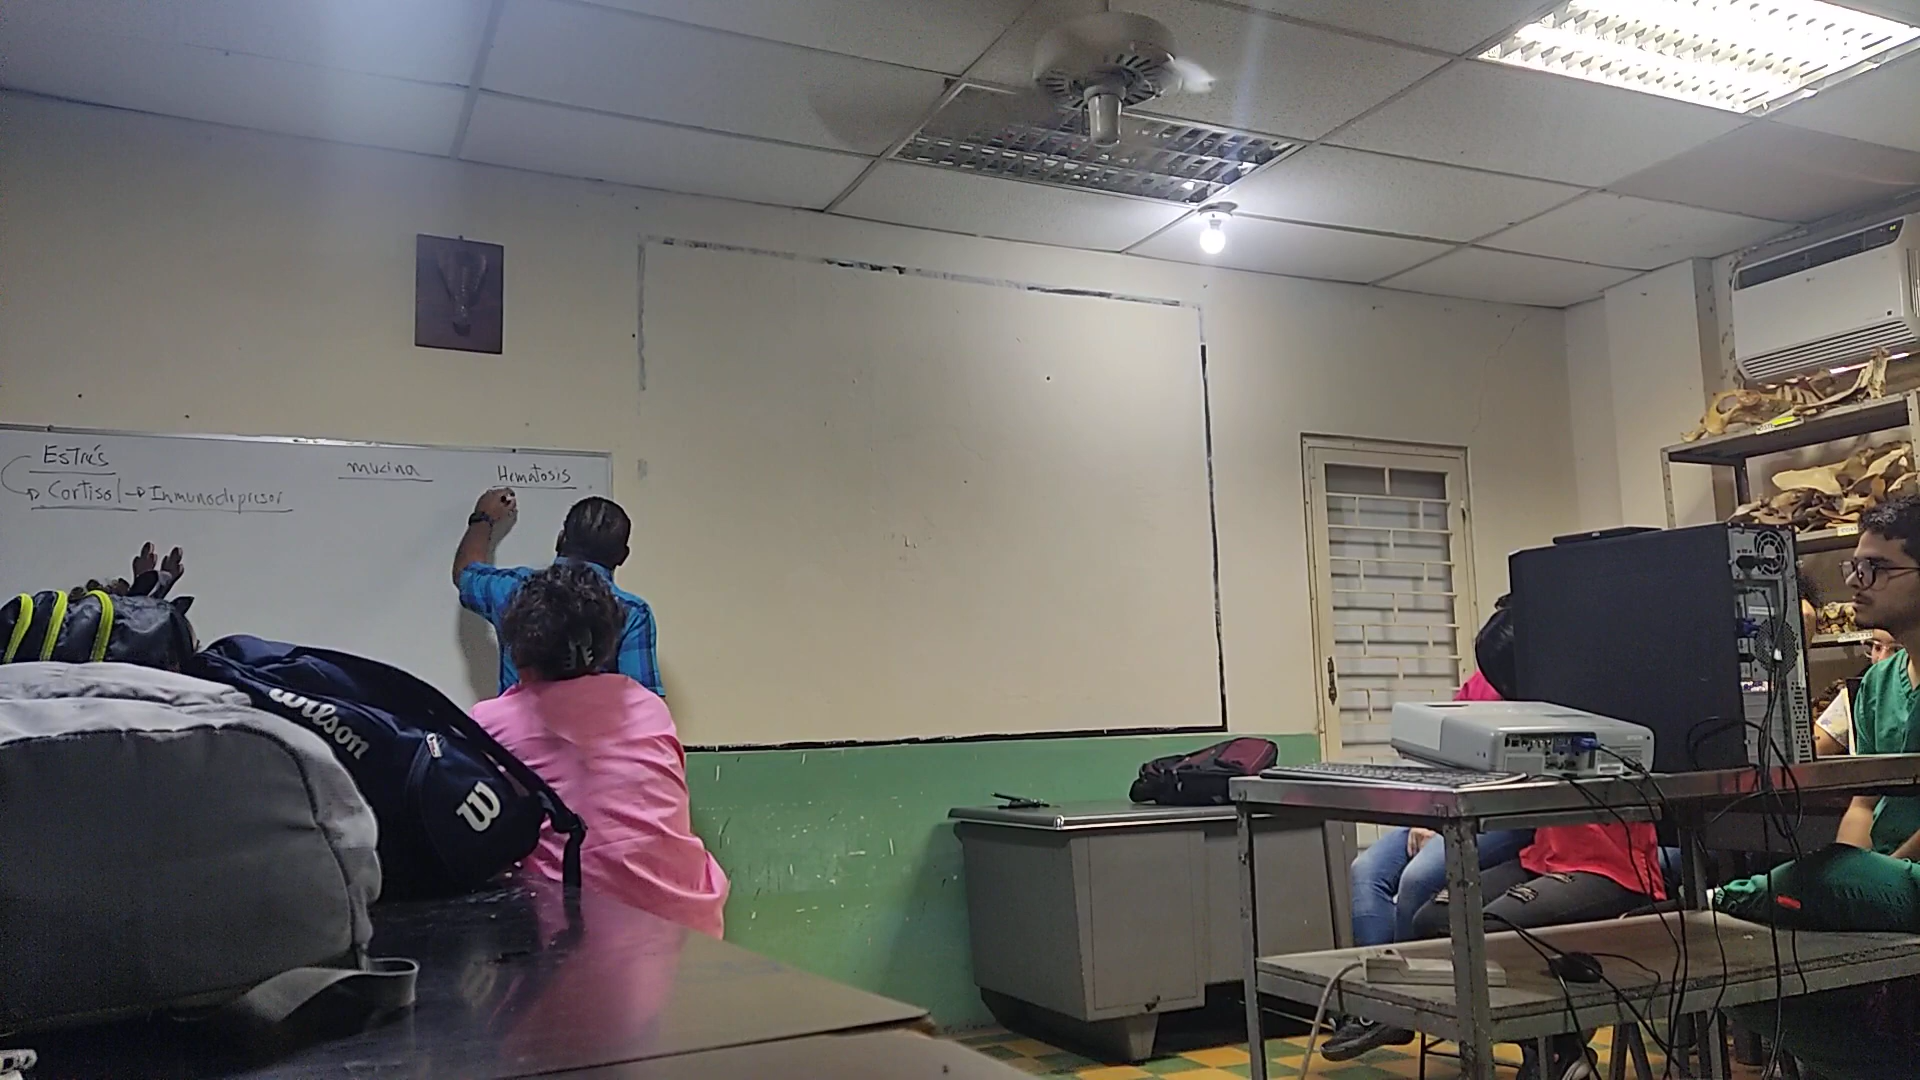 Estrés
Cortisol → Inmunodepresor
mucina
Hematosis
Wilson
W